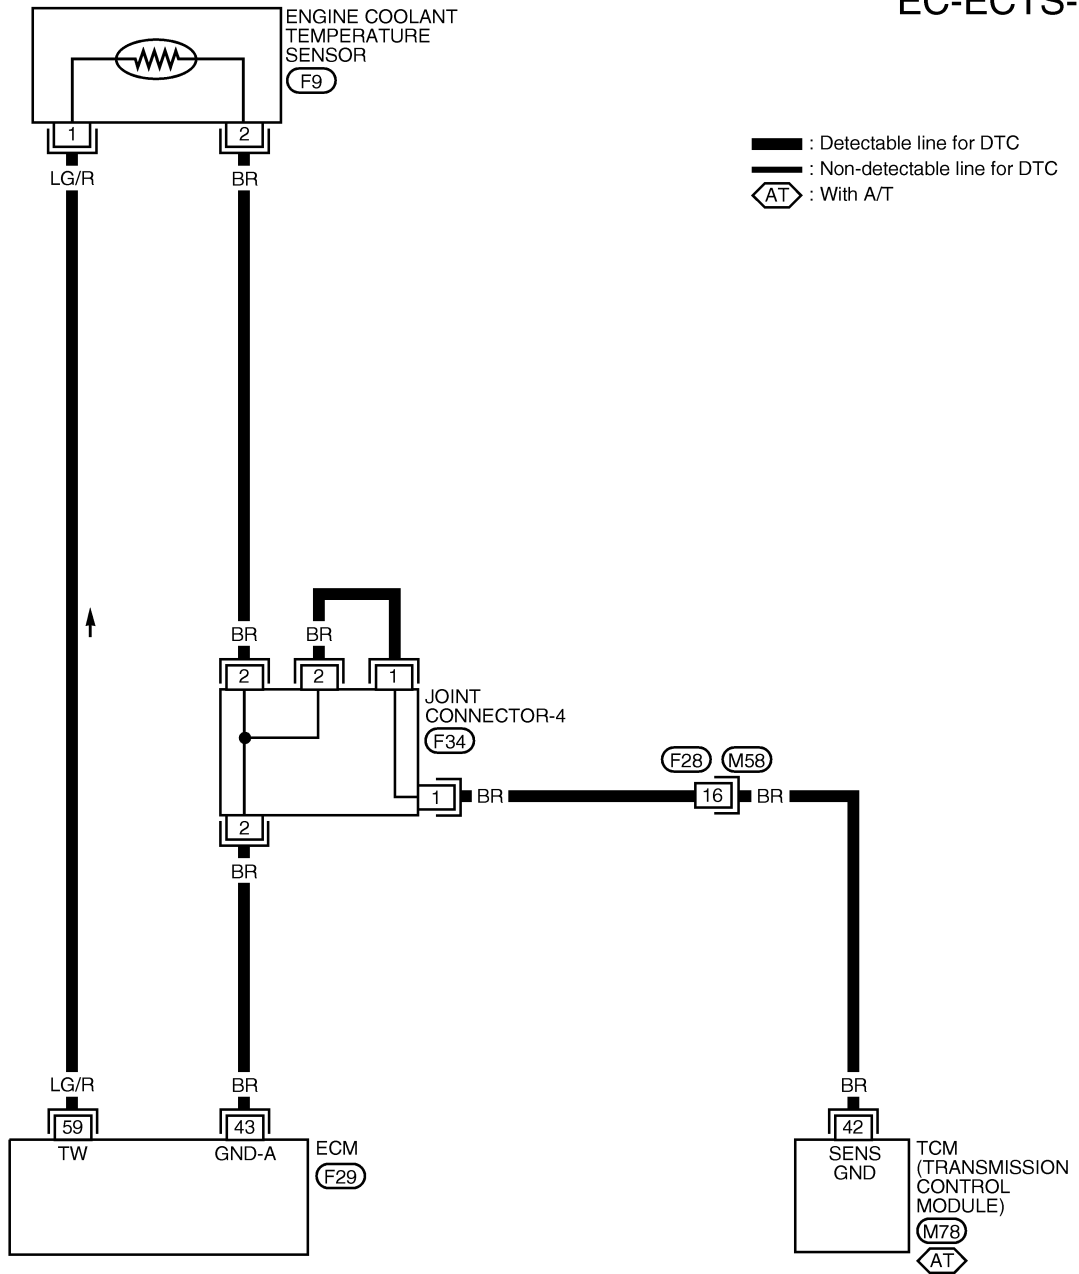 EC-ECTS-
ENGINE COOLANT
TEMPERATURE
SENSOR
F9
1
2
LG/R
BR
: Detectable line for DTC
: Non-detectable line for DTC
AT : With A/T
BR
BR
2
2
1
JOINT
CONNECTOR-4
F34
1
BR
F28
M58
16
BR
2
BR
LG/R
BR
BR
59
43
42
TW
GND-A
ECM
F29
SENS
GND
TCM
(TRANSMISSION
CONTROL
MODULE)
M78
AT